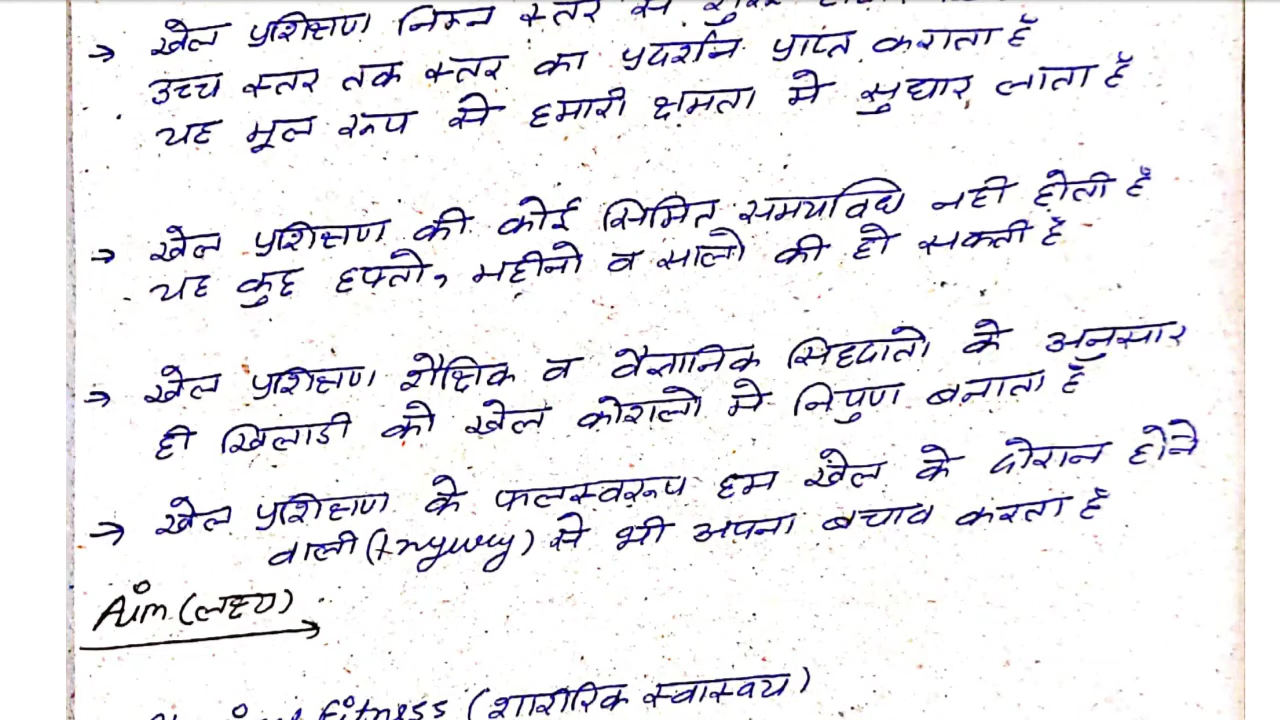 → खेल प्रशिक्षण निम्न स्तर से शुरू
उच्च स्तर तक स्तर का प्रदर्शन प्राप्त कराता है
यह मूल रूप से हमारी क्षमता मे सुधार लाता है
→ खेल प्रशिक्षण की कोई सिमित समयावधि नही होती है
यह कुछ हफ्तो, महीनो व सालो की हो सकती है
→ खेल प्रशिक्षण शैक्षिक व वैज्ञानिक सिद्धातो के अनुसार
ही खिलाडी को खेल कोशलो मे निपुण बनाता है
→ खेल प्रशिक्षण के फलस्वरूप हम खेल के दोरान होने
वाली () से भी अपना बचाव करता है
Aim (लक्ष्य)
fitness (शारीरिक स्वास्थय)